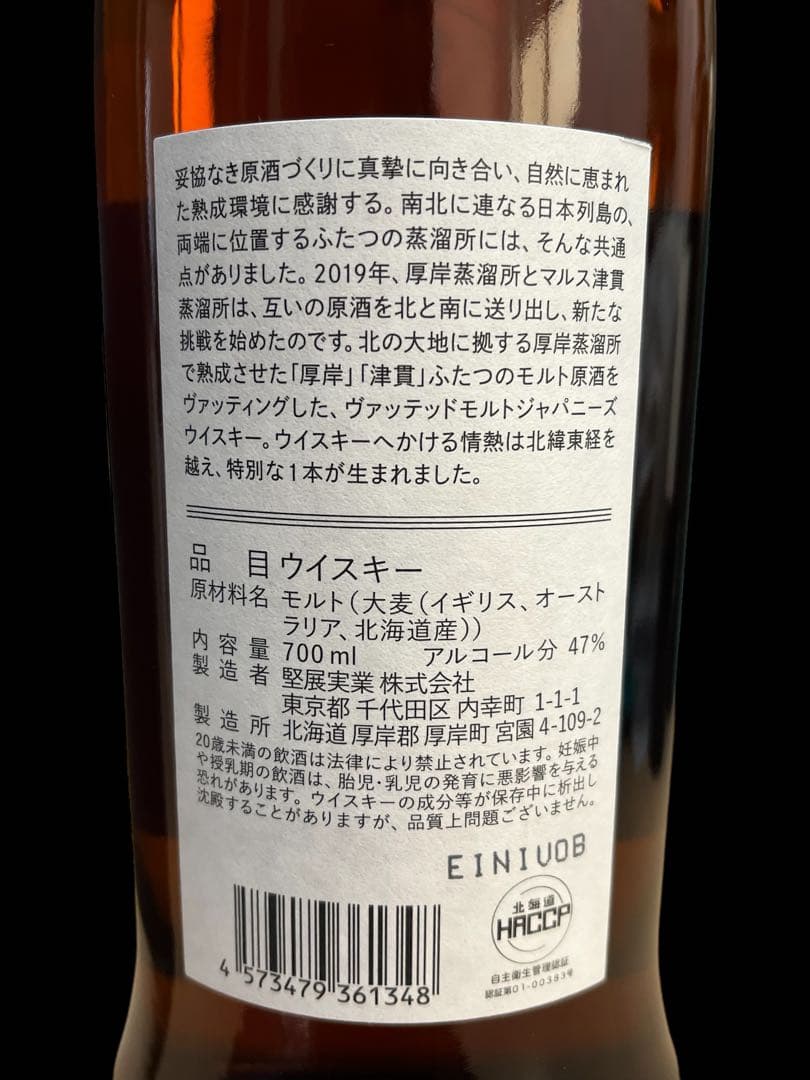 妥協なき原酒づくりに真摯に向き合い、自然に恵まれ
た熟成環境に感謝する。南北に連なる日本列島の、
両端に位置するふたつの蒸溜所には、そんな共通
点がありました。2019年、厚岸蒸溜所とマルス津貫
蒸溜所は、互いの原酒を北と南に送り出し、新たな
挑戦を始めたのです。北の大地に拠する厚岸蒸溜所
で熟成させた「厚岸」「津貫」ふたつのモルト原酒を
ヴァッティングした、ヴァッテッドモルトジャパニーズ
ウイスキー。ウイスキーへかける情熱は北緯東経を
越え、特別な1本が生まれました。
品 目 ウイスキー
原材料名 モルト(大麦(イギリス、オースト
ラリア、北海道産))
内容量 700ml アルコール分 47%
製造者 堅展実業 株式会社
東京都 千代田区 内幸町 1-1-1
製造所 北海道 厚岸郡 厚岸町 宮園 4-109-2
20歳未満の飲酒は法律により禁止されています。妊娠中
や授乳期の飲酒は、胎児・乳児の発育に悪影響を与える
恐れがあります。ウイスキーの成分等が保存中に析出し
沈殿することがありますが、品質上問題ございません。
EINIVOB
北海道
HACCP
自主衛生管理認証
認証第01-00383号
4 573479 361348